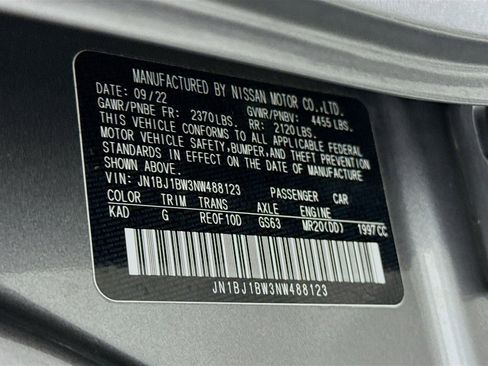 MANUFACTURED BY NISSAN MOTOR CO.,LTD.
DATE: 09/22 GVWR/PNBV: 4455 LBS.
GAWR/PNBE FR: 2370LBS. RR: 2120LBS.
THIS VEHICLE CONFORMS TO ALL APPLICABLE FEDERAL
MOTOR VEHICLE SAFETY,BUMPER,AND THEFT PREVENTION
STANDARDS IN EFFECT ON THE DATE OF MANUFACTURE
SHOWN ABOVE.
VIN: JN1BJ1BW3NW488123 PASSENGER CAR
COLOR TRIM TRANS AXLE ENGINE
KAD G REOF10D GS63 MR20(DD) 1997CC
JN1BJ1BW3NW488123